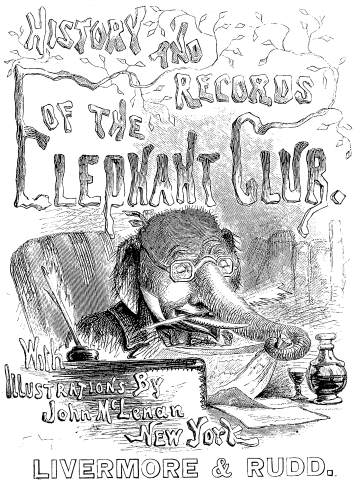 HISTORY
AND
RECORDS
OF THE
ELEPHANT CLUB.
With
ILLUSTRATIONS By
John McLenan
NEW YORK
LIVERMORE & RUDD.